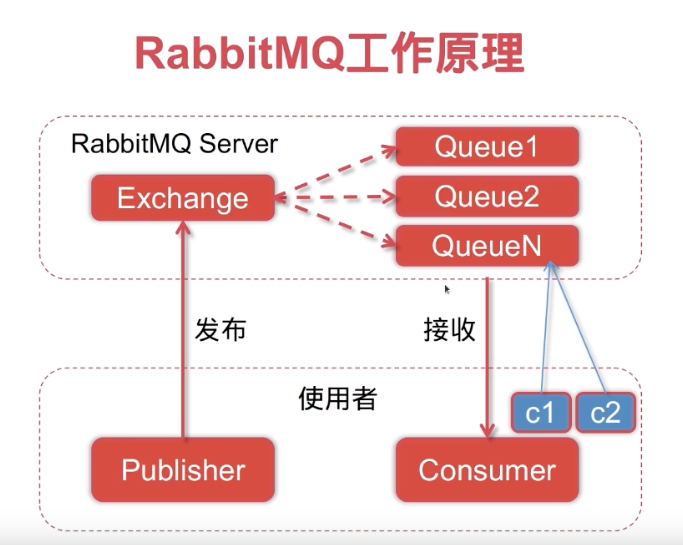 RabbitMQ工作原理
RabbitMQ Server
Queue1
Exchange
Queue2
QueueN
发布
接收
使用者
c1
c2
Publisher
Consumer